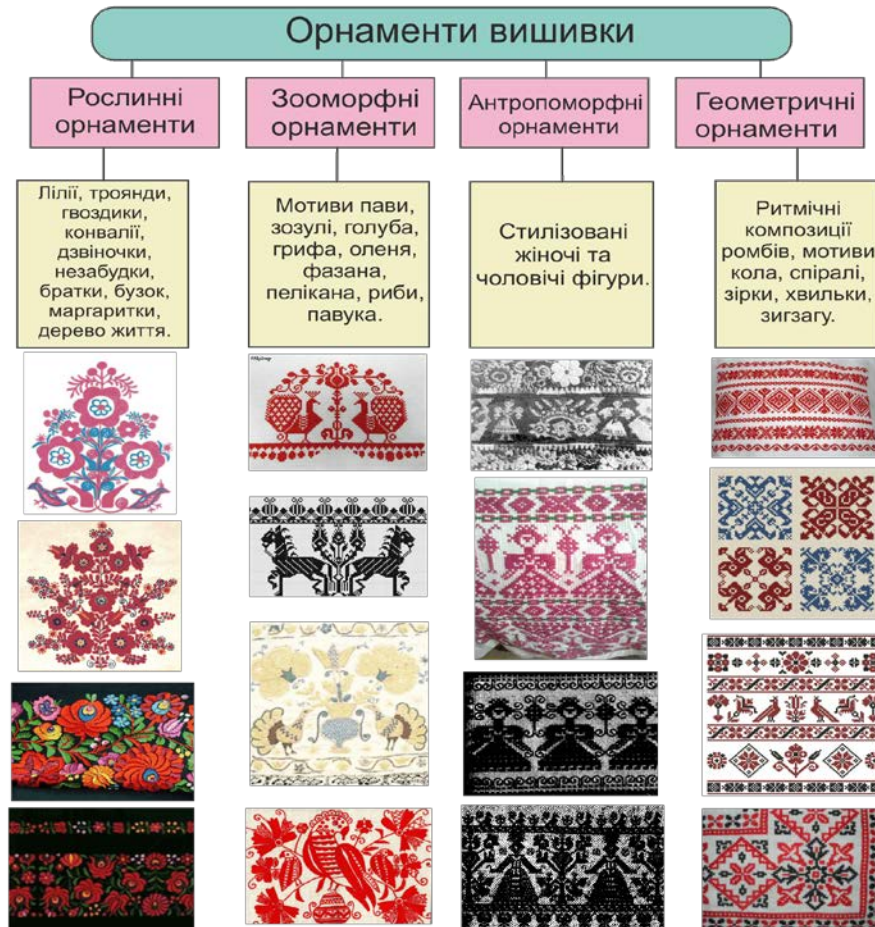 Орнаменти вишивки
Рослинні
орнаменти
Зооморфні
орнаменти
Антропоморфні
орнаменти
Геометричні
орнаменти
Лілії, троянди,
гвоздики,
конвалії,
дзвіночки,
незабудки,
братки, бузок,
маргаритки,
дерево життя.
Мотиви пави,
зозулі, голуба,
грифа, оленя,
фазана,
пелікана, риби,
павука.
Стилізовані
жіночі та
чоловічі фігури.
Ритмічні
композиції
ромбів, мотиви
кола, спіралі,
зірки, хвильки,
зигзагу.